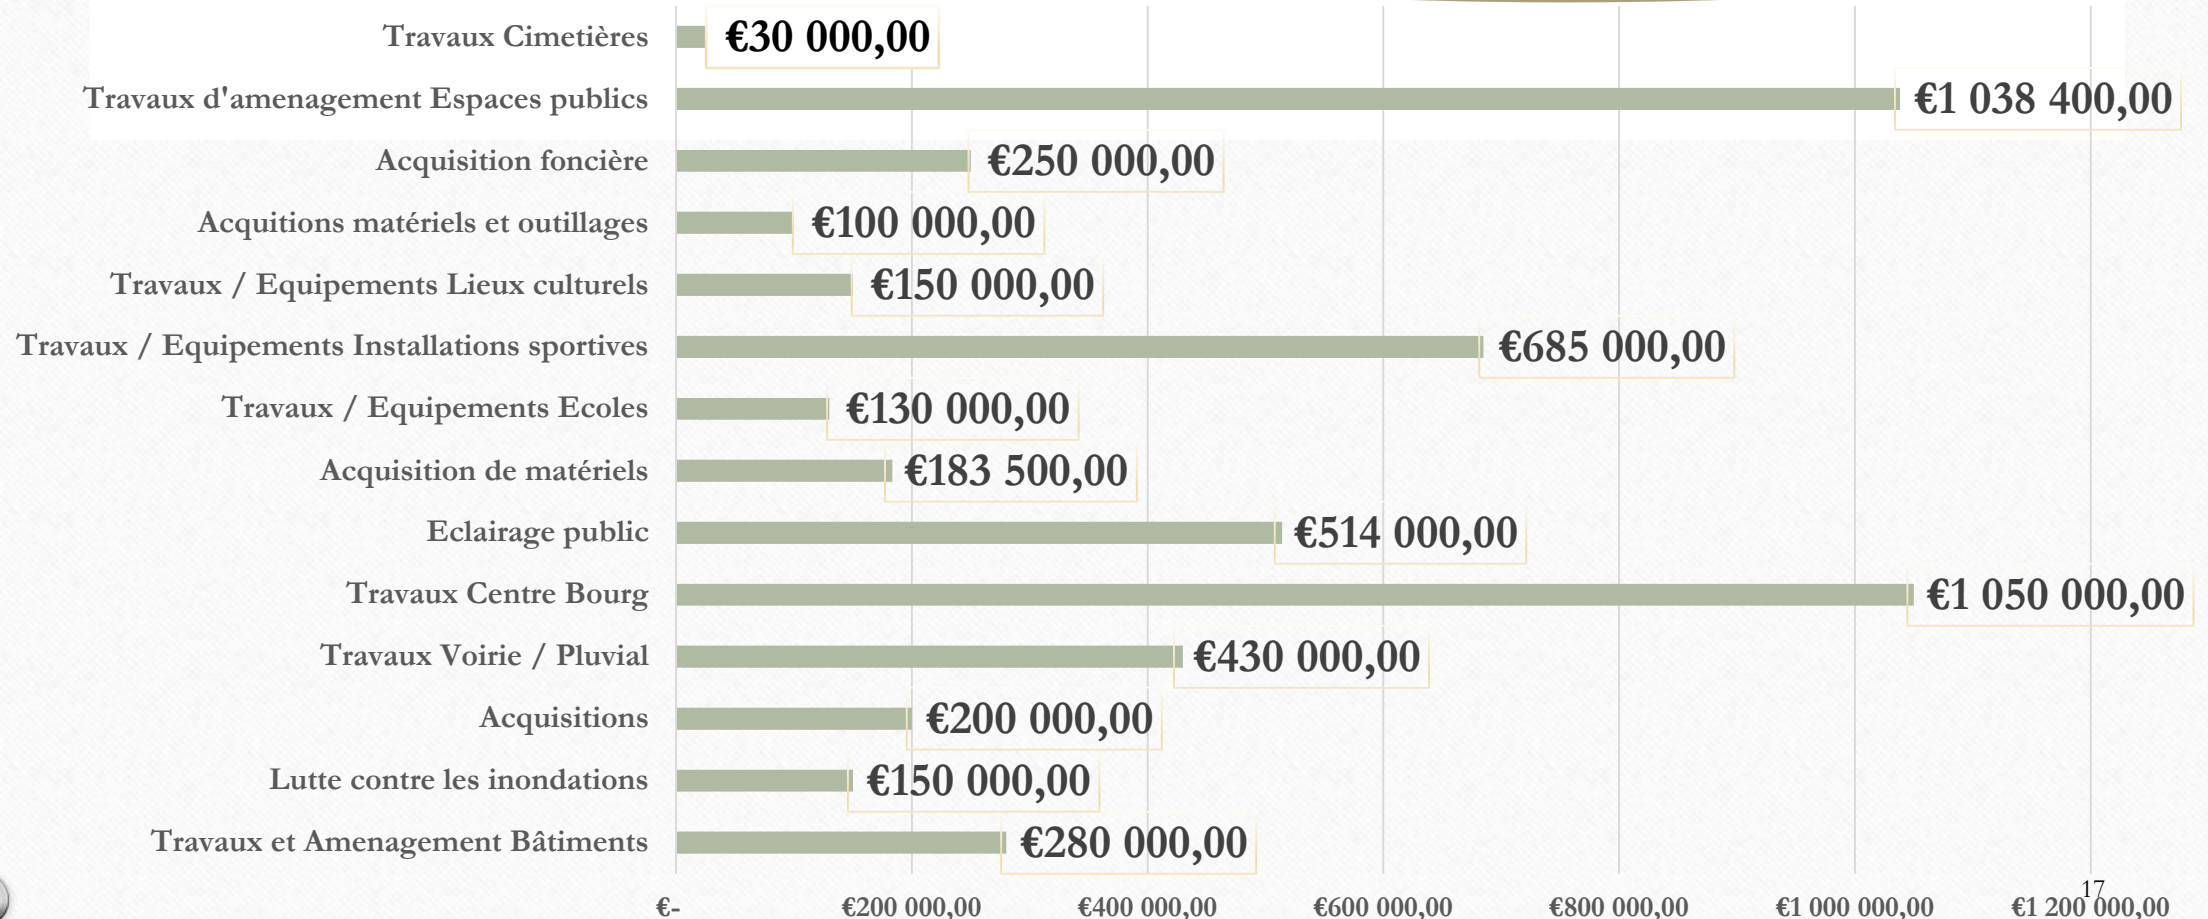 Travaux Cimetières €30 000,00
Travaux d'amenagement Espaces publics €1 038 400,00
Acquisition foncière €250 000,00
Acquitions matériels et outillages €100 000,00
Travaux / Equipements Lieux culturels €150 000,00
Travaux / Equipements Installations sportives €685 000,00
Travaux / Equipements Ecoles €130 000,00
Acquisition de matériels €183 500,00
Eclairage public €514 000,00
Travaux Centre Bourg €1 050 000,00
Travaux Voirie / Pluvial €430 000,00
Acquisitions €200 000,00
Lutte contre les inondations €150 000,00
Travaux et Amenagement Bâtiments €280 000,00
17
€- €200 000,00 €400 000,00 €600 000,00 €800 000,00 €1 000 000,00 €1 200 000,00